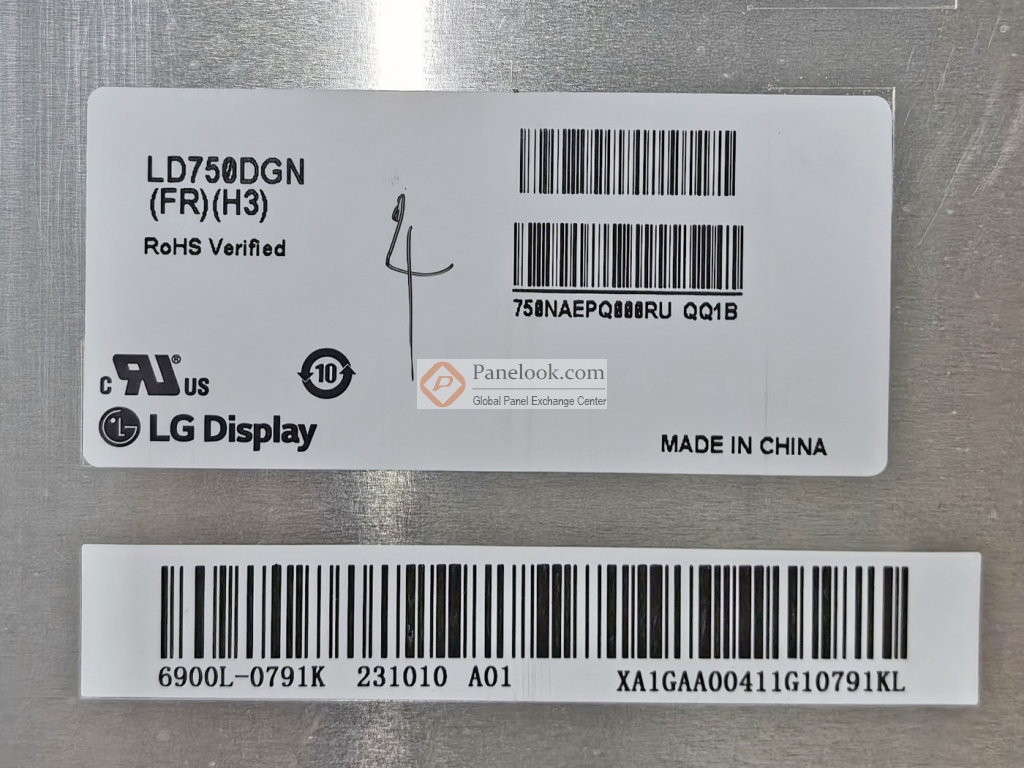 LD750DGN
(FR)(H3)
RoHS Verified
4
750NAEPQ000RU QQ1B
c RU ® US
10
LG Display
P Panelook.com
Global Panel Exchange Center
MADE IN CHINA
6900L-0791K 231010 A01
XA1GAA00411G10791KL